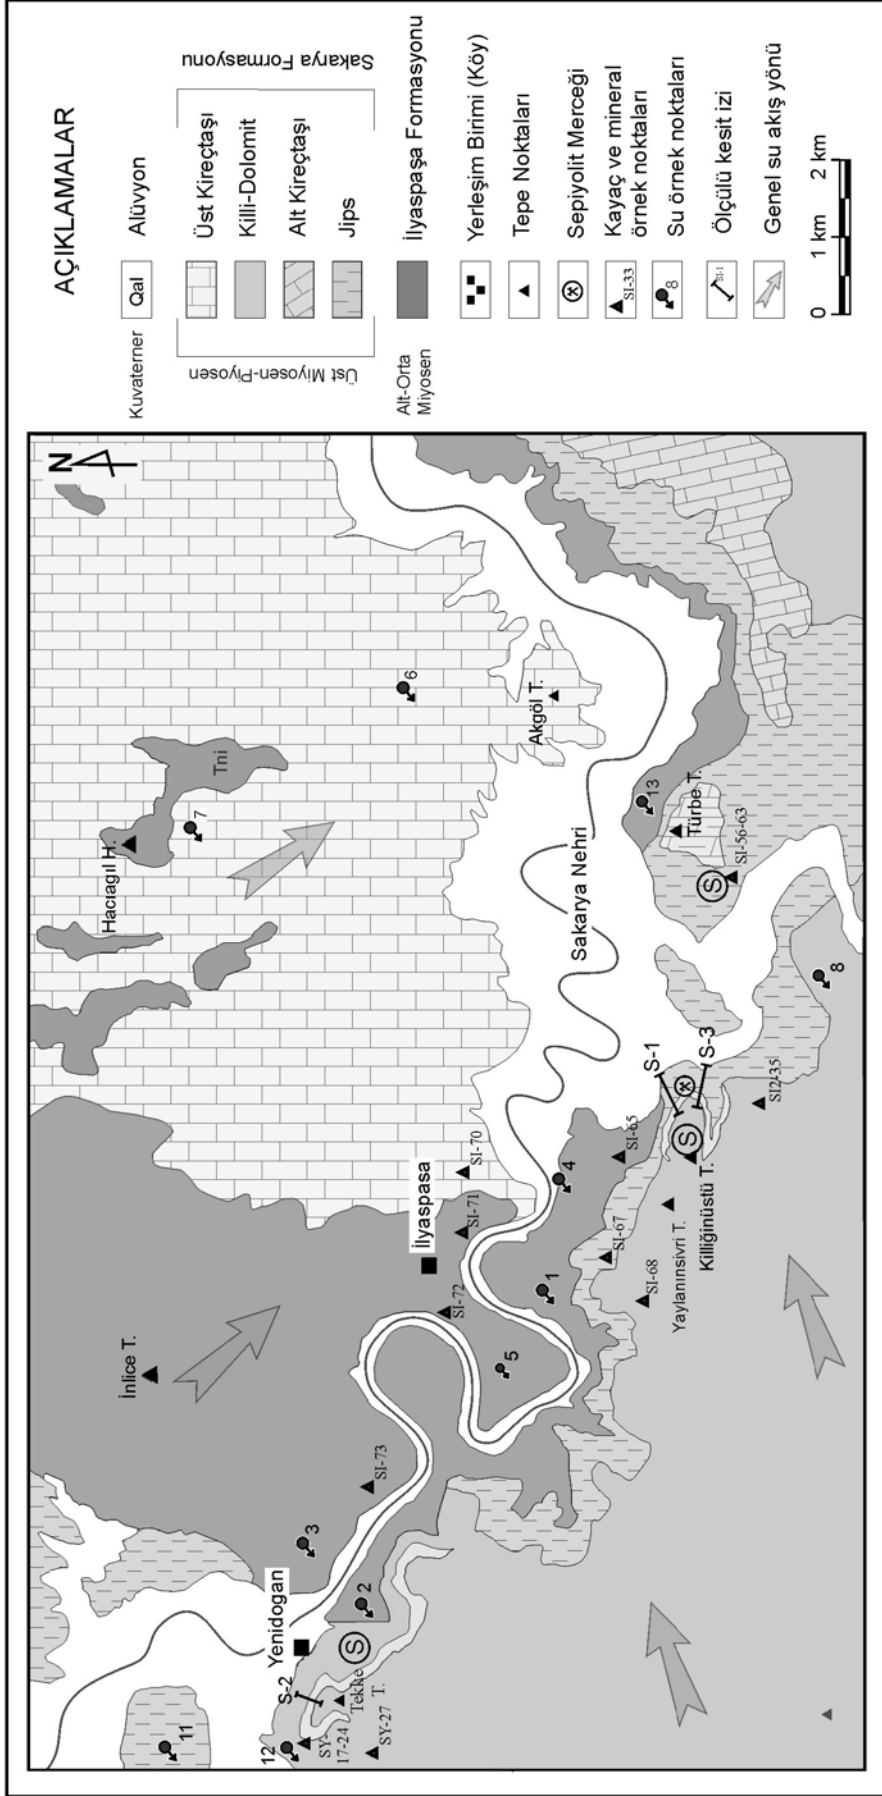 AÇIKLAMALAR
Kuvaterner
Qal
Alüvyon
Üst Miyosen-Piyosen
Üst Kireçtaşı
Killi-Dolomit
Alt Kireçtaşı
Jips
Sakarya Formasyonu
Alt-Orta
Miyosen
İlyaspaşa Formasyonu
Yerleşim Birimi (Köy)
Tepe Noktaları
Sepiyolit Merceği
SI-33
Kayaç ve mineral
örnek noktaları
8
Su örnek noktaları
SI-1
Ölçülü kesit izi
Genel su akış yönü
0
1 km
2 km
N
Hacıagıl H.
Tni
7
6
İnlice T.
İlyaspasa
SI-70
SI-71
SI-72
SI-73
3
Yenidogan
11
12
S-2
2
S
Tekke
T.
SY-
17-24
SY-27
5
1
4
Sakarya Nehri
Akgöl T.
13
Türbe T.
S
SI-56-63
SI-65
SI-67
SI-68
S-1
S-3
S
Yaylanınsivri T.
Killiğinüstü T.
SI2-35
8